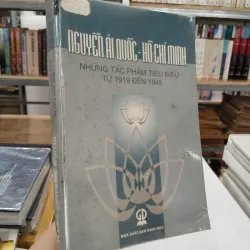 NGUYỄN ÁI QUỐC - HỒ CHÍ MINH
NHỮNG TÁC PHẨM TIÊU BIỂU
TỪ 1919 ĐẾN 1945
NHÀ XUẤT BẢN GIÁO DỤC